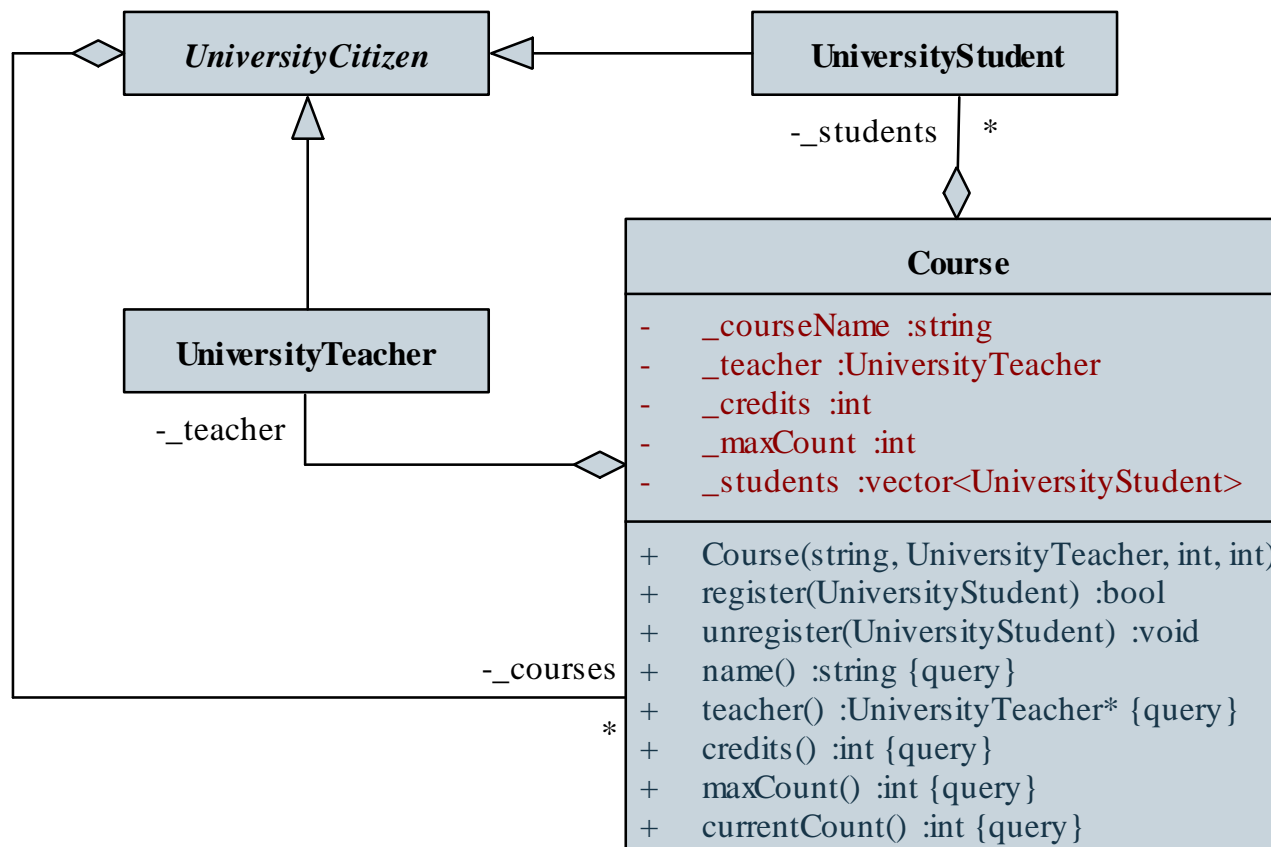 UniversityCitizen
UniversityStudent
-_students
*
Course
UniversityTeacher
-_teacher
- _courseName :string
- _teacher :UniversityTeacher
- _credits :int
- _maxCount :int
- _students :vector<UniversityStudent>
+ Course(string, UniversityTeacher, int, int)
+ register(UniversityStudent) :bool
+ unregister(UniversityStudent) :void
+ name() :string {query}
+ teacher() :UniversityTeacher* {query}
+ credits() :int {query}
+ maxCount() :int {query}
+ currentCount() :int {query}
-_courses
*